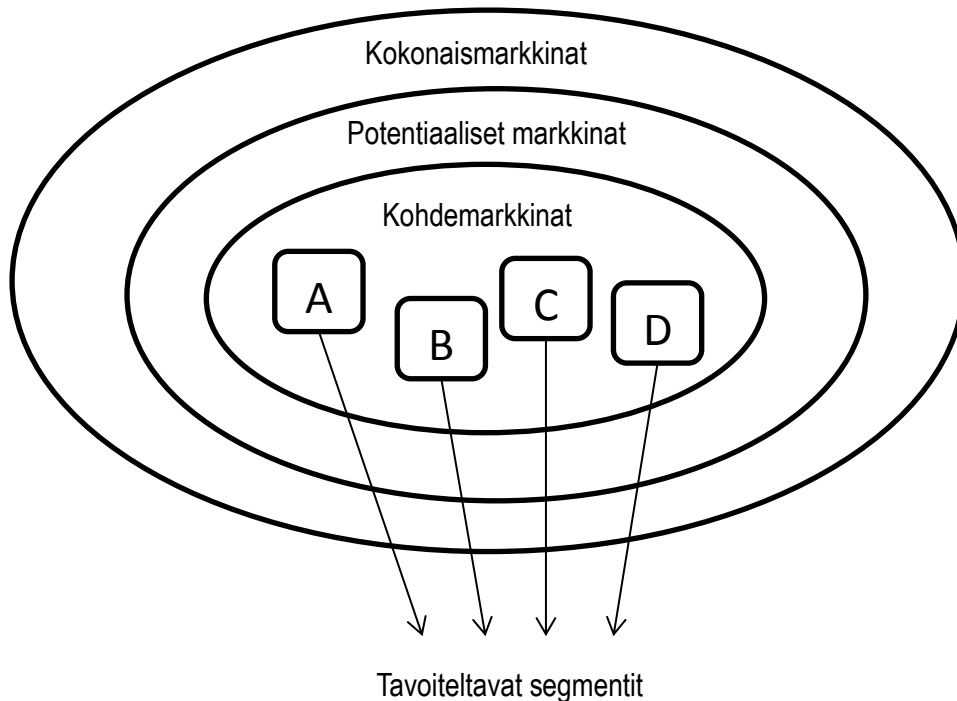 Kokonaismarkkinat
Potentiaaliset markkinat
Kohdemarkkinat
A
B
C
D
Tavoiteltavat segmentit